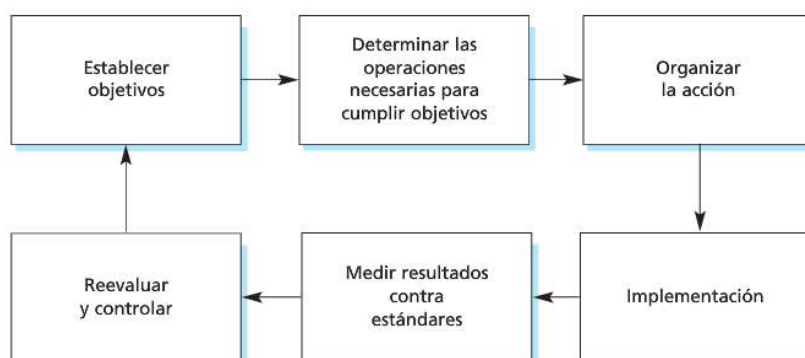 Establecer
objetivos
Determinar las
operaciones
necesarias para
cumplir objetivos
Organizar
la acción
Reevaluar
y controlar
Medir resultados
contra
estándares
Implementación